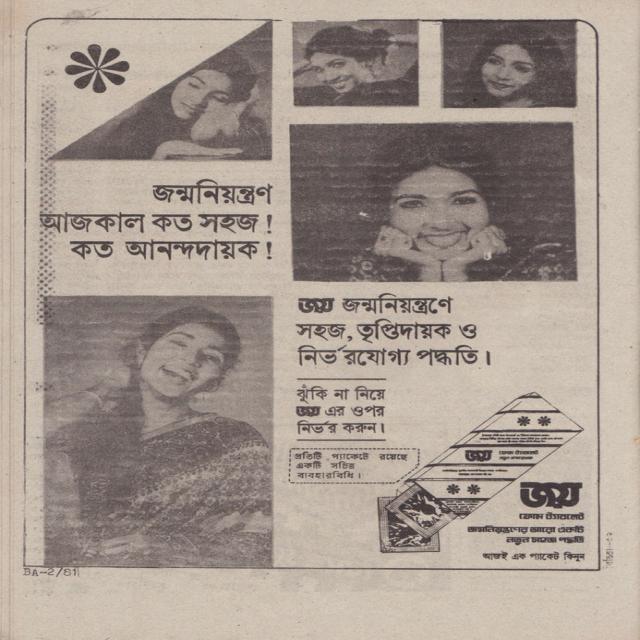 জন্মনিয়ন্ত্রণ
আজকাল কত সহজ !
কত আনন্দদায়ক !
জয় জন্মনিয়ন্ত্রণে
সহজ, তৃপ্তিদায়ক ও
নির্ভরযোগ্য পদ্ধতি ।
ঝুঁকি না নিয়ে
জয় এর ওপর
নির্ভর করুন ।
প্রতিটি প্যাকেটে রয়েছে
একটি সচিত্র
ব্যবহারবিধি ।
জয়
জয়
ফোম ট্যাবলেট
জন্মনিয়ন্ত্রণের আরো একটি
নতুন সহজ পদ্ধতি
আজই এক প্যাকেট কিনুন
BA-2/81